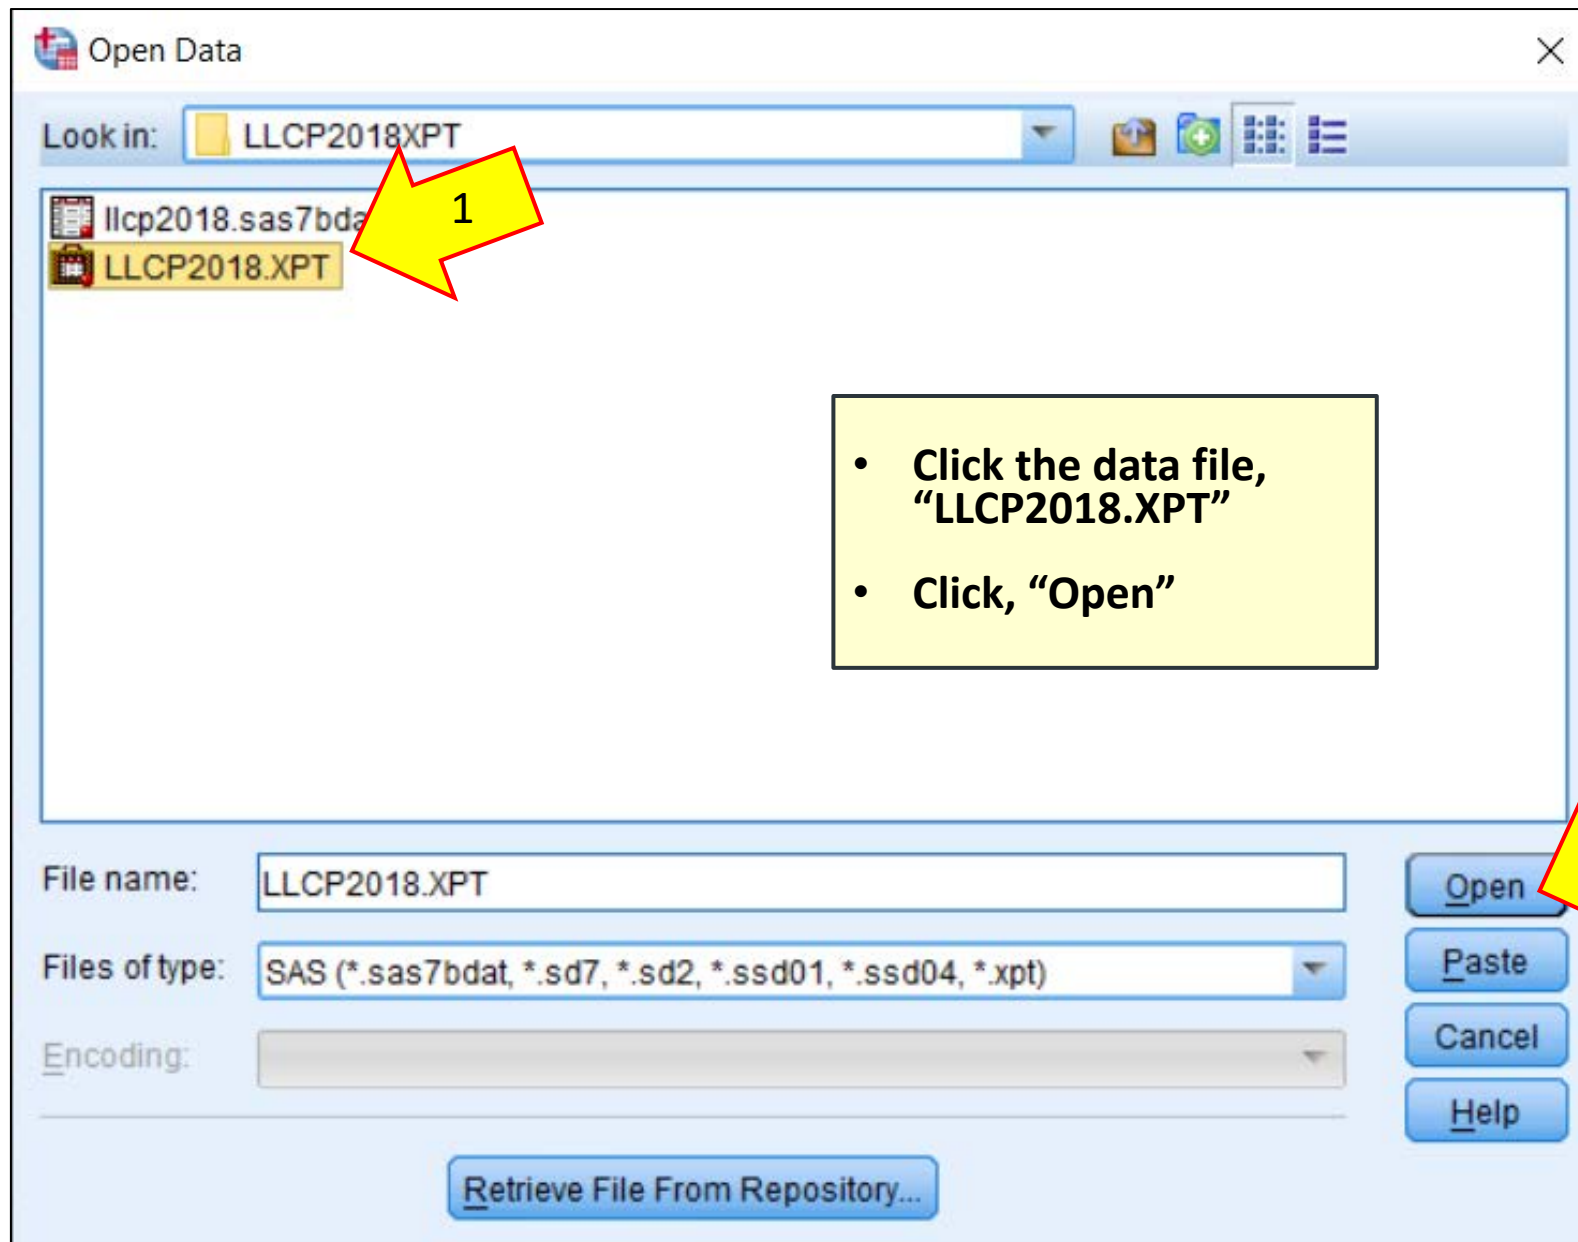 Open Data
Look in: LLCP2018XPT
llcp2018.sas7bda
1
LLCP2018.XPT
• Click the data file,
“LLCP2018.XPT”
• Click, “Open”
File name: LLCP2018.XPT
Open
Files of type: SAS (*.sas7bdat, *.sd7, *.sd2, *.ssd01, *.ssd04, *.xpt)
Paste
Encoding:
Cancel
Help
Retrieve File From Repository...